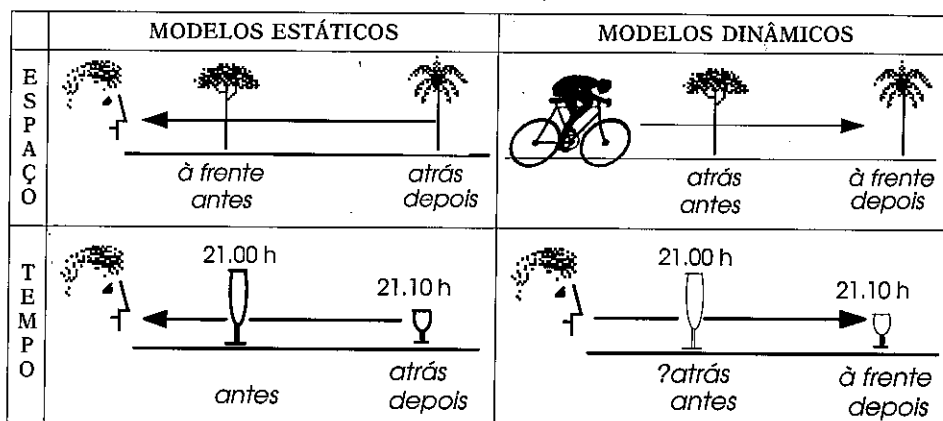 MODELOS ESTÁTICOS
MODELOS DINÂMICOS
ESPAÇO
à frente
antes
atrás
depois
atrás
antes
à frente
depois
TEMPO
21.00 h
21.10 h
antes
atrás
depois
21.00 h
21.10 h
?atrás
antes
à frente
depois